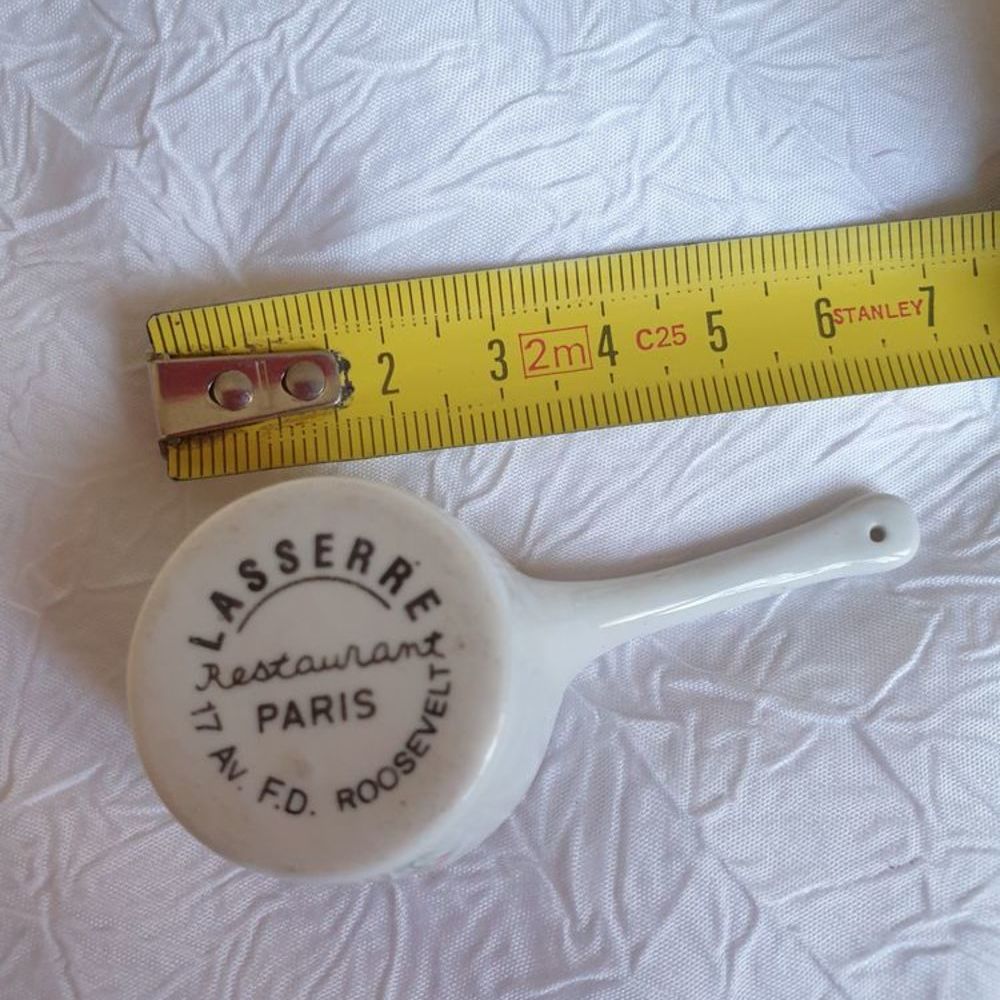 2 3 2m 4 C25 5 6 STANLEY 7
LASSERRE
Restaurant
PARIS
17 AV. F.D. ROOSEVELT